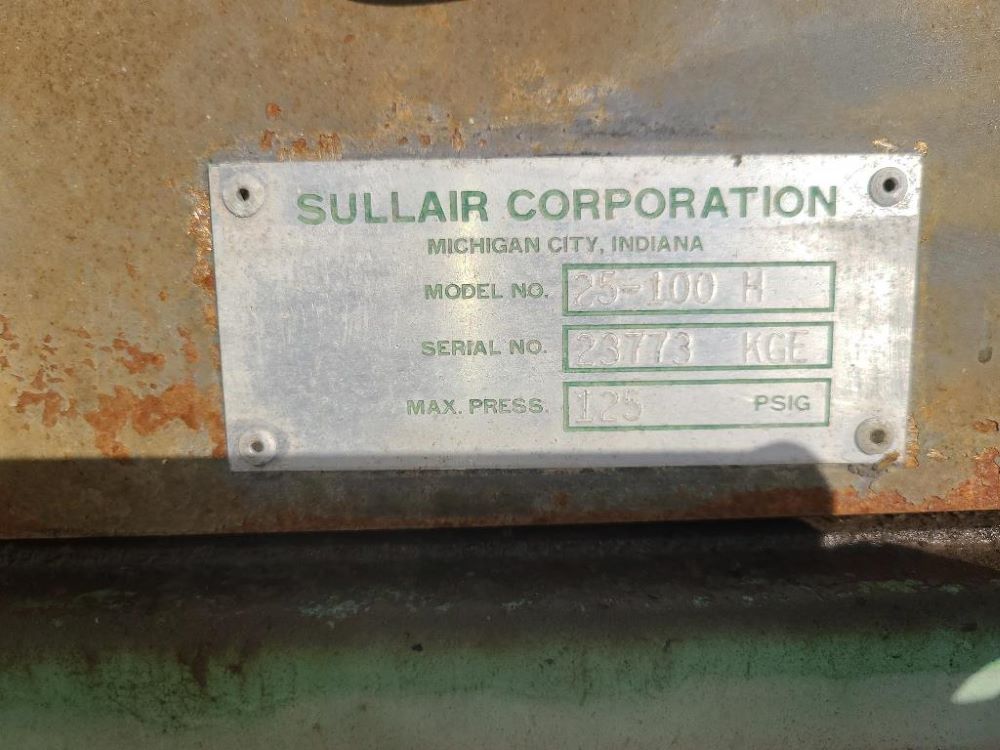 SULLAIR CORPORATION
MICHIGAN CITY, INDIANA
MODEL NO. 25-100 H
SERIAL NO. 23773 KGE
MAX. PRESS. 125 PSIG